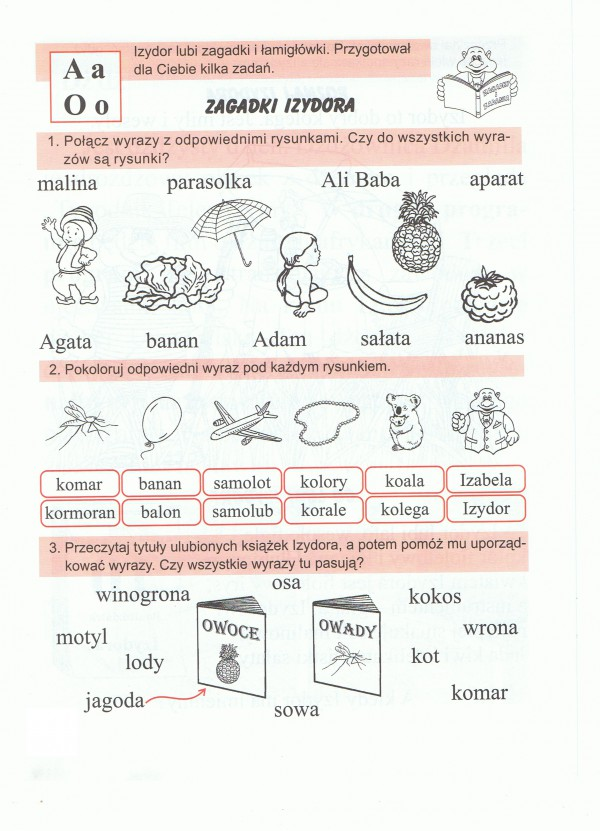 A a
O o
Izydor lubi zagadki i łamigłówki. Przygotował
dla Ciebie kilka zadań.
ZAGADKI IZYDORA
1. Połącz wyrazy z odpowiednimi rysunkami. Czy do wszystkich wyra-
zów są rysunki?
malina parasolka Ali Baba aparat
Agata banan Adam sałata ananas
2. Pokoloruj odpowiedni wyraz pod każdym rysunkiem.
komar banan samolot kolory koala Izabela
kormoran balon samolub korale kolega Izydor
3. Przeczytaj tytuły ulubionych książek Izydora, a potem pomóż mu uporząd-
kować wyrazy. Czy wszystkie wyrazy tu pasują?
winogrona osa kokos
OWOCE OWADY
motyl wrona
lody kot
jagoda komar
sowa